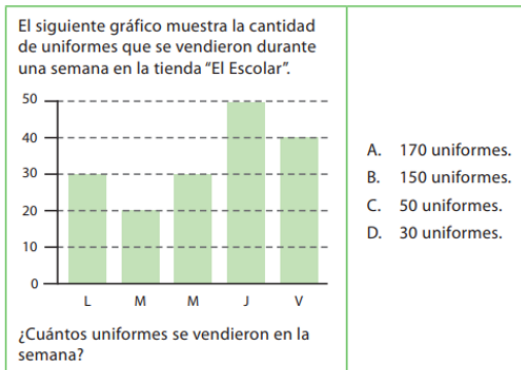 El siguiente gráfico muestra la cantidad
de uniformes que se vendieron durante
una semana en la tienda “El Escolar”.
50
40
30
20
10
0
L M M J V
¿Cuántos uniformes se vendieron en la
semana?
A. 170 uniformes.
B. 150 uniformes.
C. 50 uniformes.
D. 30 uniformes.